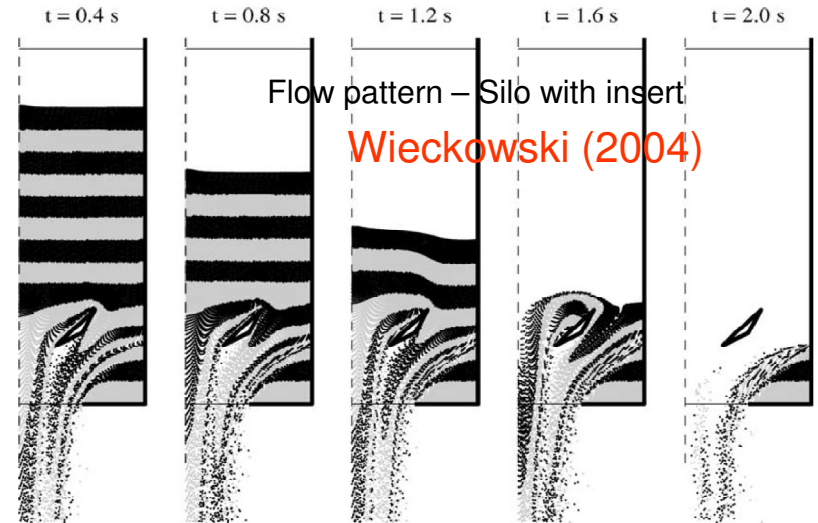 t = 0.4 s
t = 0.8 s
t = 1.2 s
t = 1.6 s
t = 2.0 s
Flow pattern – Silo with insert
Wieckowski (2004)